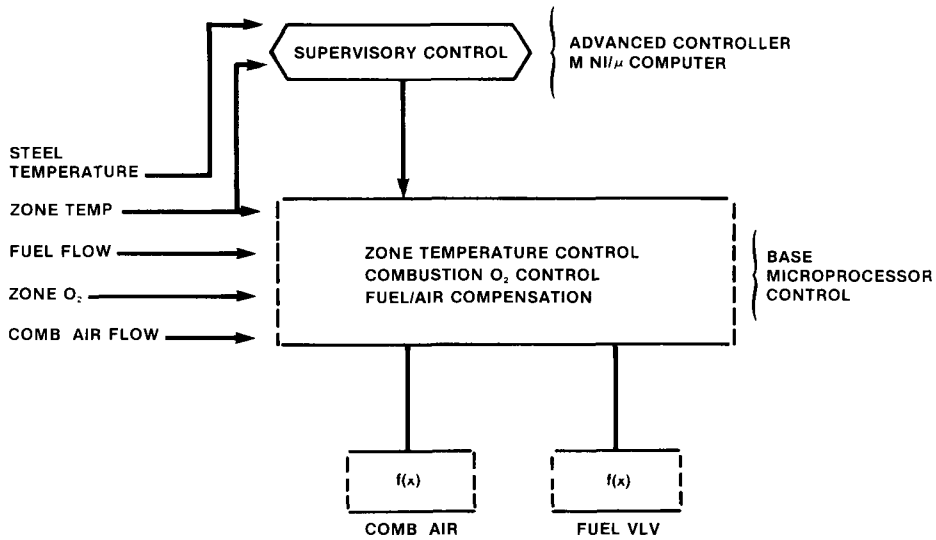 SUPERVISORY CONTROL
ADVANCED CONTROLLER
M NI/μ COMPUTER
STEEL
TEMPERATURE
ZONE TEMP
FUEL FLOW
ZONE O₂
COMB AIR FLOW
ZONE TEMPERATURE CONTROL
COMBUSTION O₂ CONTROL
FUEL/AIR COMPENSATION
BASE
MICROPROCESSOR
CONTROL
f(x)
COMB AIR
f(x)
FUEL VLV